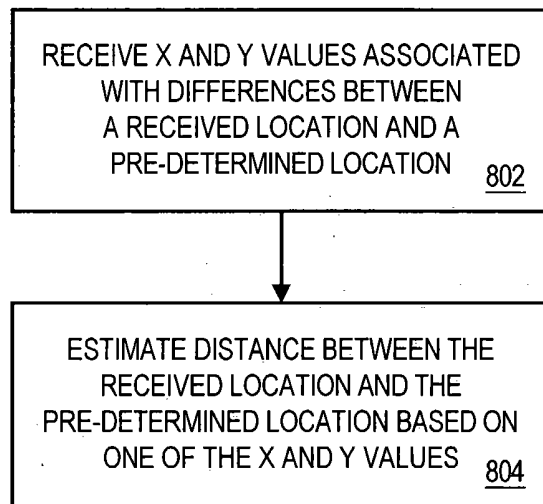 RECEIVE X AND Y VALUES ASSOCIATED
WITH DIFFERENCES BETWEEN
A RECEIVED LOCATION AND A
PRE-DETERMINED LOCATION
802
ESTIMATE DISTANCE BETWEEN THE
RECEIVED LOCATION AND THE
PRE-DETERMINED LOCATION BASED ON
ONE OF THE X AND Y VALUES
804